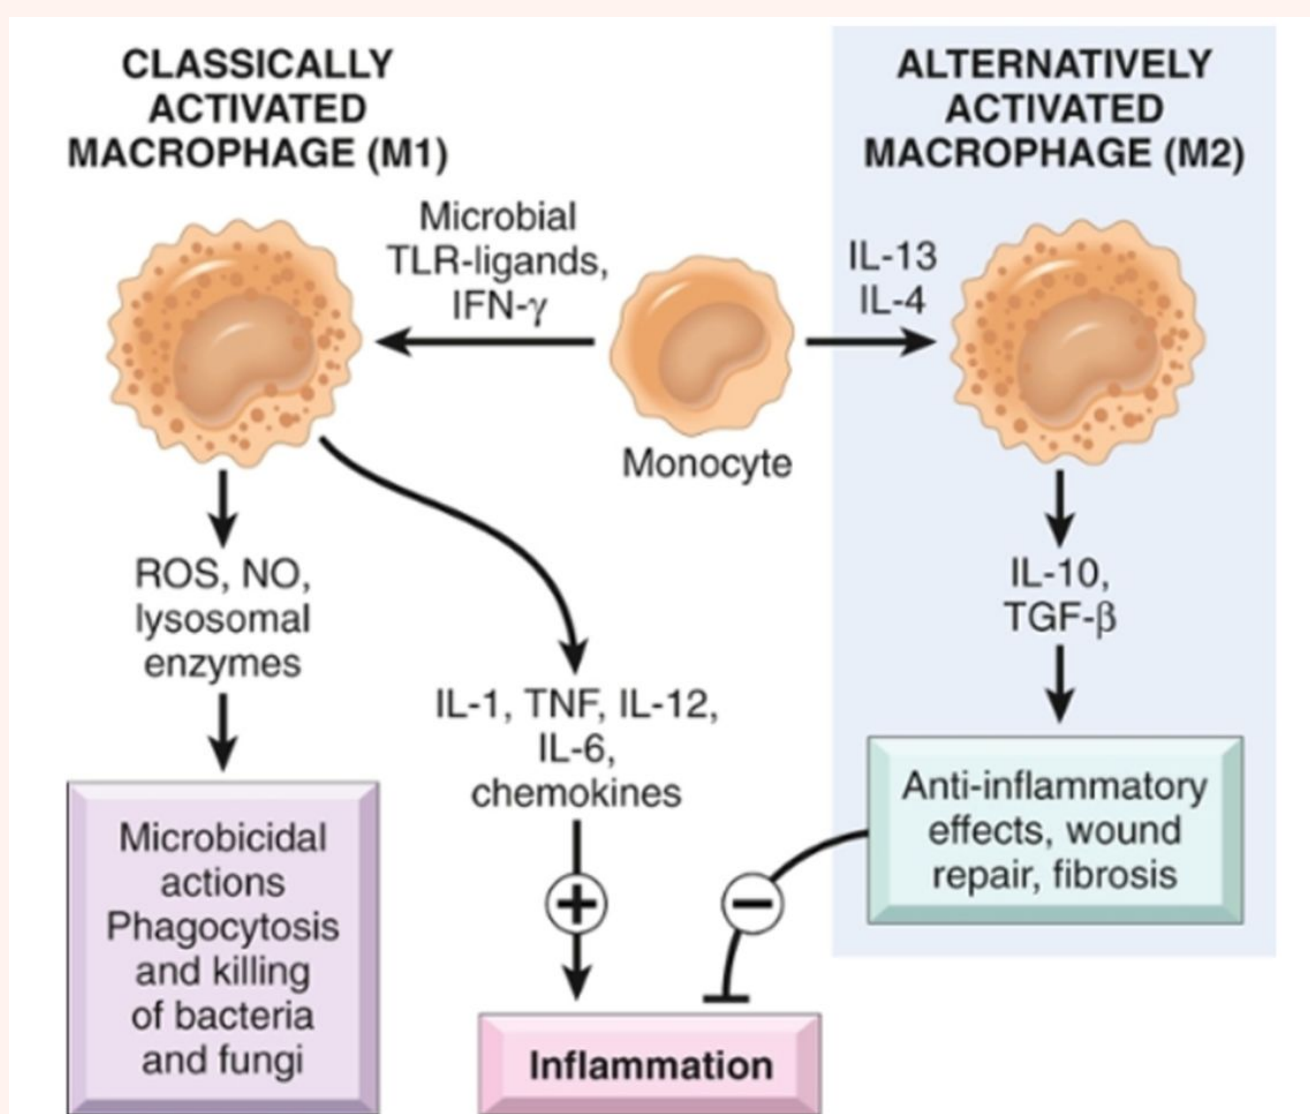 CLASSICALLY
ACTIVATED
MACROPHAGE (M1)
ALTERNATIVELY
ACTIVATED
MACROPHAGE (M2)
Microbial
TLR-ligands,
IFN-γ
IL-13
IL-4
Monocyte
ROS, NO,
lysosomal
enzymes
IL-10,
TGF-β
IL-1, TNF, IL-12,
IL-6,
chemokines
Microbicidal
actions
Phagocytosis
and killing
of bacteria
and fungi
Anti-inflammatory
effects, wound
repair, fibrosis
+
−
Inflammation